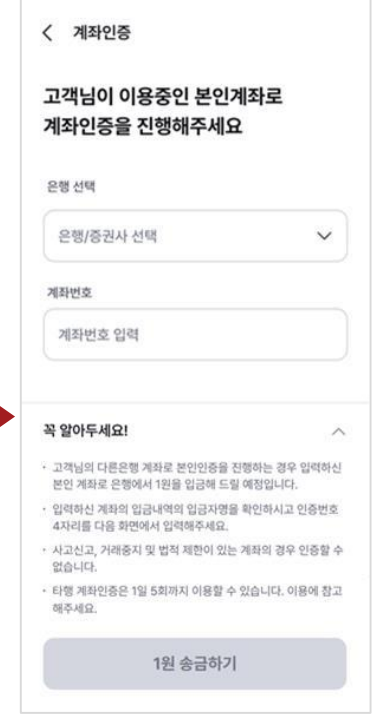 계좌인증
고객님이 이용중인 본인계좌로
계좌인증을 진행해주세요
은행 선택
은행/증권사 선택
계좌번호
계좌번호 입력
꼭 알아두세요!
· 고객님의 다른은행 계좌로 본인인증을 진행하는 경우 입력하신
본인 계좌로 은행에서 1원을 입금해 드릴 예정입니다.
· 입력하신 계좌의 입금내역의 입금자명을 확인하시고 인증번호
4자리를 다음 화면에서 입력해주세요.
· 사고신고, 거래중지 및 법적 제한이 있는 계좌의 경우 인증할 수
없습니다.
· 타행 계좌인증은 1일 5회까지 이용할 수 있습니다. 이용에 참고
해주세요.
1원 송금하기